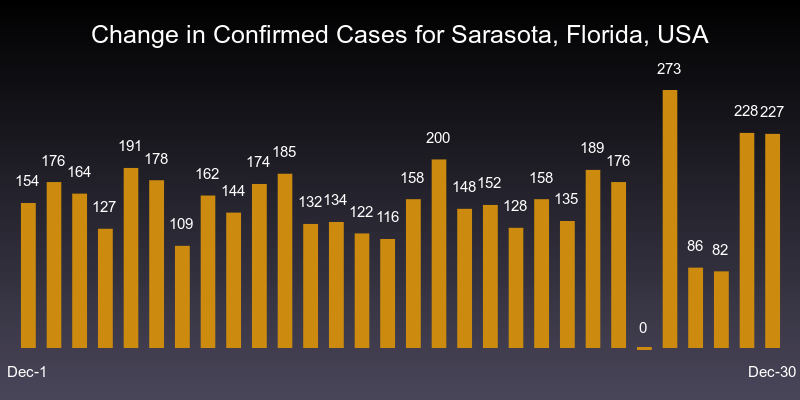 Change in Confirmed Cases for Sarasota, Florida, USA
154 176 164 127 191 178 109 162 144 174 185 132 134 122 116 158 200 148 152 128 158 135 189 176 0 273 86 82 228 227
Dec-1 Dec-30